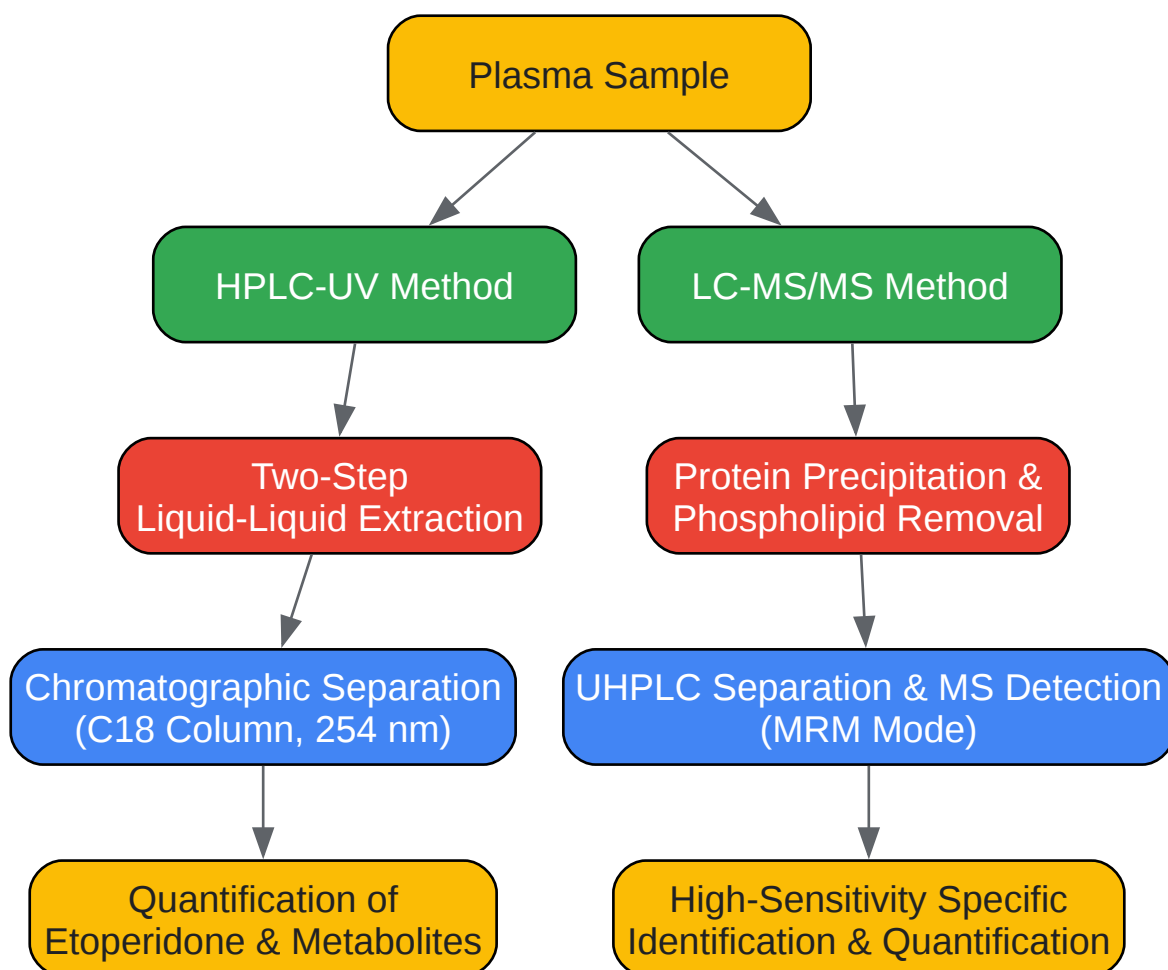 Plasma Sample
HPLC-UV Method
LC-MS/MS Method
Two-Step
Liquid-Liquid Extraction
Protein Precipitation &
Phospholipid Removal
Chromatographic Separation
(C18 Column, 254 nm)
UHPLC Separation & MS Detection
(MRM Mode)
Quantification of
Etoperidone & Metabolites
High-Sensitivity Specific
Identification & Quantification